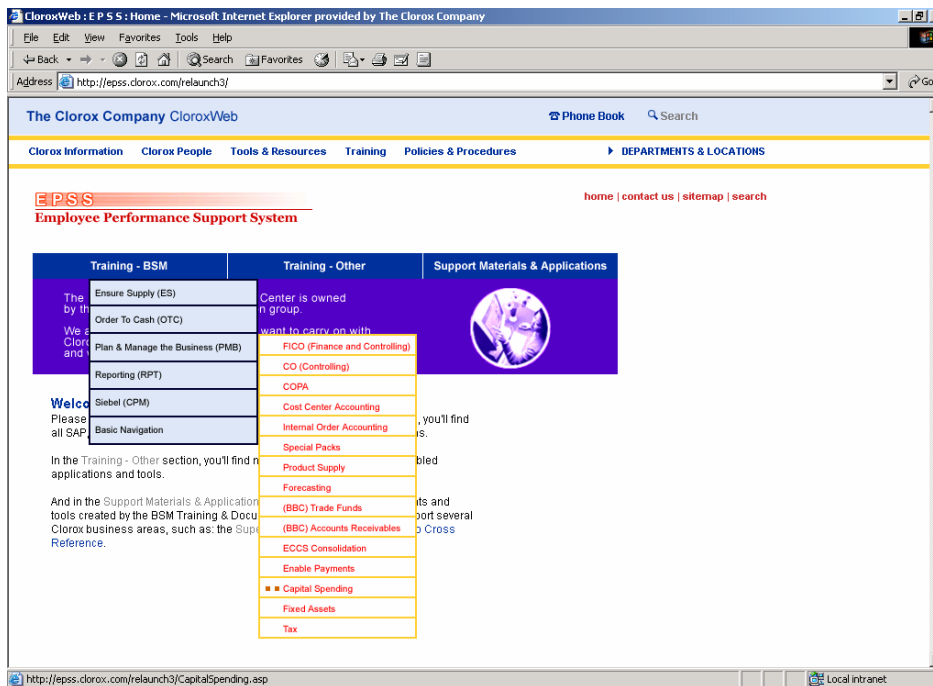 CloroxWeb : E P S S : Home - Microsoft Internet Explorer provided by The Clorox Company
File Edit View Favorites Tools Help
Back Search Favorites
Address http://epss.clorox.com/relaunch3/ Go
The Clorox Company CloroxWeb Phone Book Search
Clorox Information Clorox People Tools & Resources Training Policies & Procedures DEPARTMENTS & LOCATIONS
EPSS
Employee Performance Support System
home | contact us | sitemap | search
Training - BSM Training - Other Support Materials & Applications
The Center is owned
by th n group.
We a want to carry on with
Clor
and
Ensure Supply (ES)
Order To Cash (OTC)
Plan & Manage the Business (PMB)
Reporting (RPT)
Siebel (CPM)
Basic Navigation
FICO (Finance and Controlling)
CO (Controlling)
COPA
Cost Center Accounting
Internal Order Accounting
Special Packs
Product Supply
Forecasting
(BBC) Trade Funds
(BBC) Accounts Receivables
ECCS Consolidation
Enable Payments
Capital Spending
Fixed Assets
Tax
Welco
Please , you'll find
all SAP, s.
In the Training - Other section, you'll find n bled
applications and tools.
And in the Support Materials & Application ts and
tools created by the BSM Training & Docu port several
Clorox business areas, such as: the Supe o Cross
Reference.
http://epss.clorox.com/relaunch3/CapitalSpending.asp Local intranet